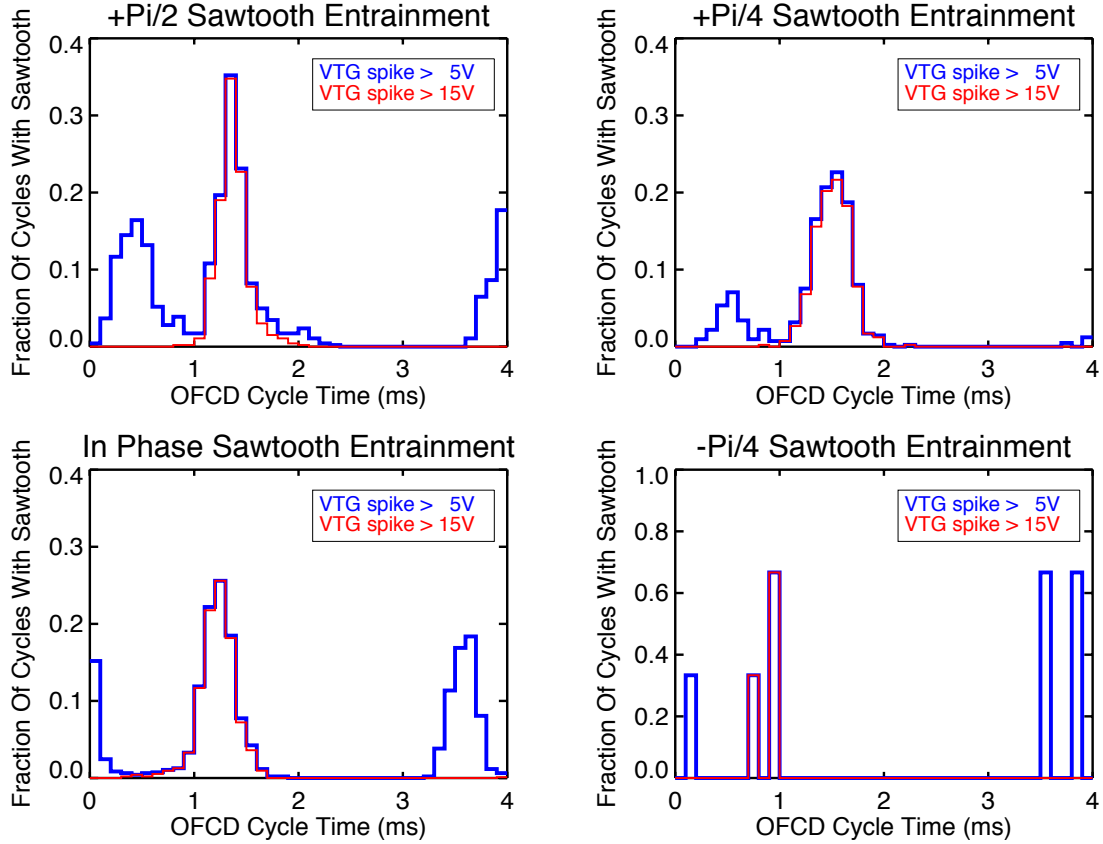 +Pi/2 Sawtooth Entrainment
Fraction Of Cycles With Sawtooth
0.4
0.3
0.2
0.1
0.0
VTG spike > 5V
VTG spike > 15V
0 1 2 3 4
OFCD Cycle Time (ms)
+Pi/4 Sawtooth Entrainment
Fraction Of Cycles With Sawtooth
0.4
0.3
0.2
0.1
0.0
VTG spike > 5V
VTG spike > 15V
0 1 2 3 4
OFCD Cycle Time (ms)
In Phase Sawtooth Entrainment
Fraction Of Cycles With Sawtooth
0.4
0.3
0.2
0.1
0.0
VTG spike > 5V
VTG spike > 15V
0 1 2 3 4
OFCD Cycle Time (ms)
-Pi/4 Sawtooth Entrainment
Fraction Of Cycles With Sawtooth
1.0
0.8
0.6
0.4
0.2
0.0
VTG spike > 5V
VTG spike > 15V
0 1 2 3 4
OFCD Cycle Time (ms)